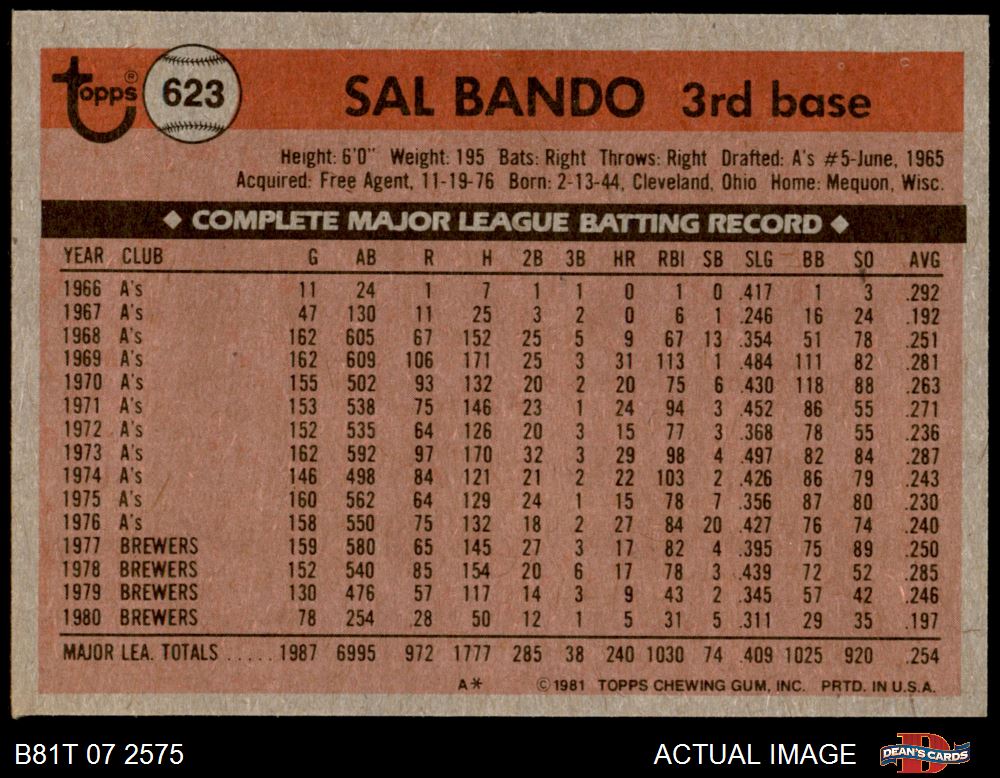 Topps® 623 SAL BANDO 3rd base
Height: 6'0" Weight: 195 Bats: Right Throws: Right Drafted: A's #5-June, 1965
Acquired: Free Agent, 11-19-76 Born: 2-13-44, Cleveland, Ohio Home: Mequon, Wisc.
◆ COMPLETE MAJOR LEAGUE BATTING RECORD ◆
YEAR CLUB G AB R H 2B 3B HR RBI SB SLG BB SO AVG
1966 A's 11 24 1 7 1 1 0 1 0 .417 1 3 .292
1967 A's 47 130 11 25 3 2 0 6 1 .246 16 24 .192
1968 A's 162 605 67 152 25 5 9 67 13 .354 51 78 .251
1969 A's 162 609 106 171 25 3 31 113 1 .484 111 82 .281
1970 A's 155 502 93 132 20 2 20 75 6 .430 118 88 .263
1971 A's 153 538 75 146 23 1 24 94 3 .452 86 55 .271
1972 A's 152 535 64 126 20 3 15 77 3 .368 78 55 .236
1973 A's 162 592 97 170 32 3 29 98 4 .497 82 84 .287
1974 A's 146 498 84 121 21 2 22 103 2 .426 86 79 .243
1975 A's 160 562 64 129 24 1 15 78 7 .356 87 80 .230
1976 A's 158 550 75 132 18 2 27 84 20 .427 76 74 .240
1977 BREWERS 159 580 65 145 27 3 17 82 4 .395 75 89 .250
1978 BREWERS 152 540 85 154 20 6 17 78 3 .439 72 52 .285
1979 BREWERS 130 476 57 117 14 3 9 43 2 .345 57 42 .246
1980 BREWERS 78 254 28 50 12 1 5 31 5 .311 29 35 .197
MAJOR LEA. TOTALS ..... 1987 6995 972 1777 285 38 240 1030 74 .409 1025 920 .254
A* ©1981 TOPPS CHEWING GUM, INC. PRTD. IN U.S.A.
B81T 07 2575 ACTUAL IMAGE DEAN'S CARDS